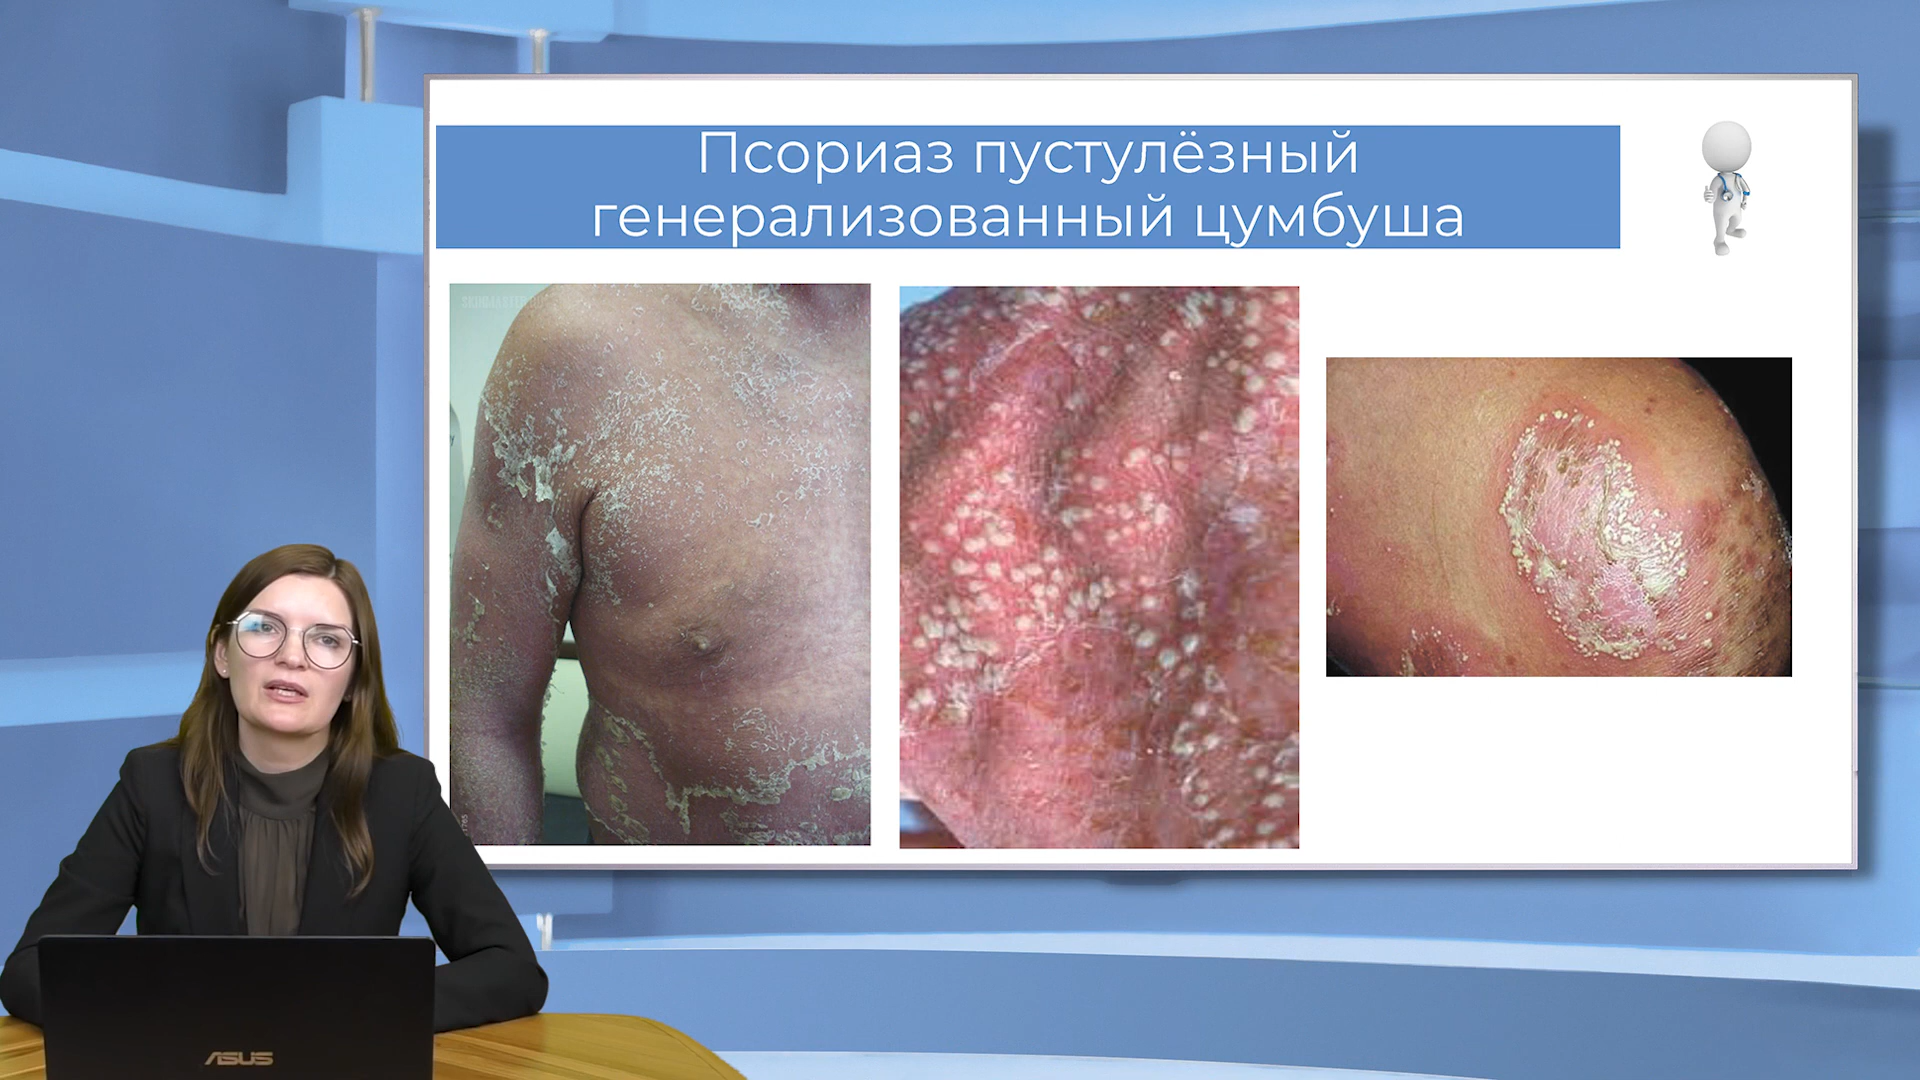 Псориаз пустулёзный
генерализованный цумбуша
ASUS